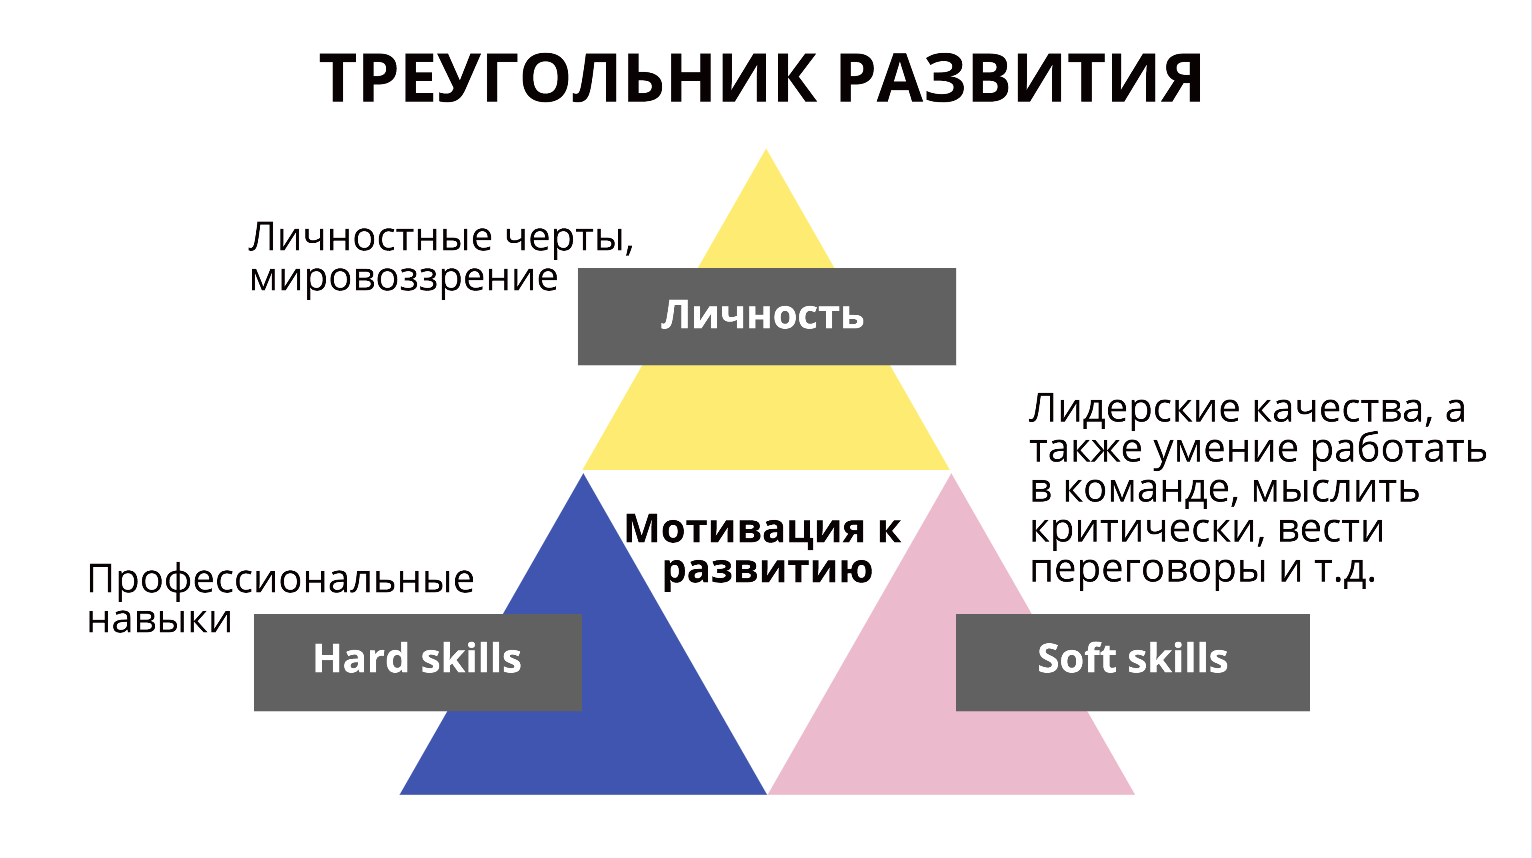 ТРЕУГОЛЬНИК РАЗВИТИЯ
Личностные черты,
мировоззрение
Личность
Лидерские качества, а
также умение работать
в команде, мыслить
критически, вести
переговоры и т.д.
Мотивация к
развитию
Профессиональные
навыки
Hard skills
Soft skills